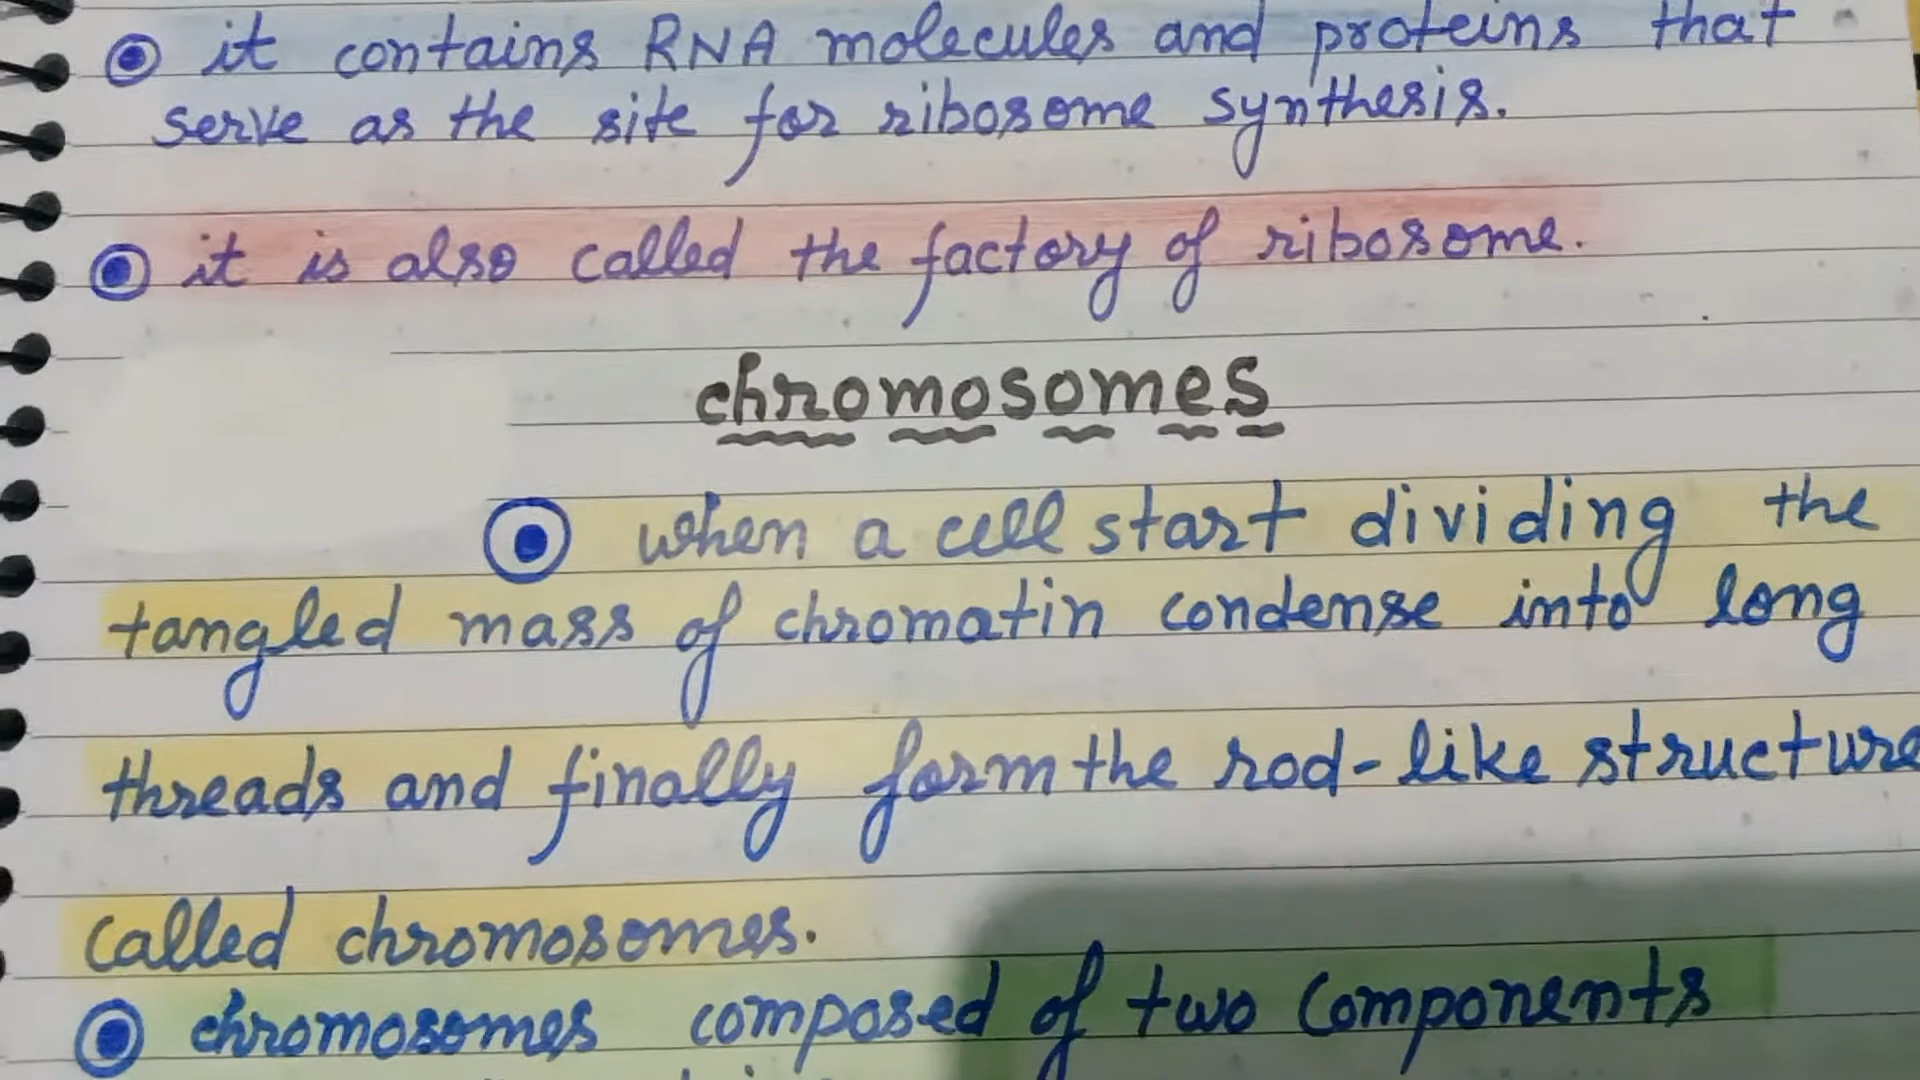 it contains RNA molecules and proteins that
serve as the site for ribosome synthesis.
it is also called the factory of ribosome.
chromosomes
when a cell start dividing the
tangled mass of chromatin condense into long
threads and finally form the rod-like structure
called chromosomes.
chromosomes composed of two components